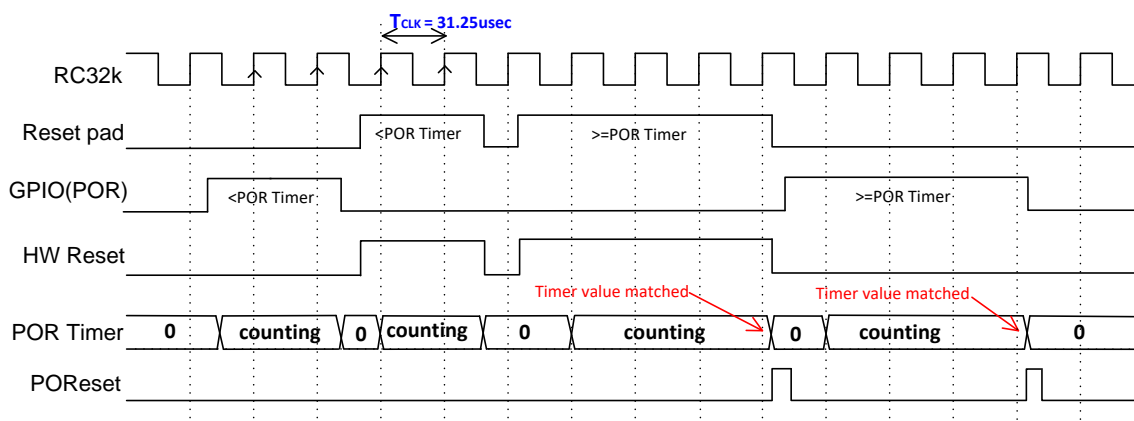 TCLK = 31.25usec
RC32k
Reset pad
<POR Timer
>=POR Timer
GPIO(POR)
<POR Timer
>=POR Timer
HW Reset
Timer value matched
Timer value matched
POR Timer
0
counting
0
counting
0
counting
0
counting
0
POReset